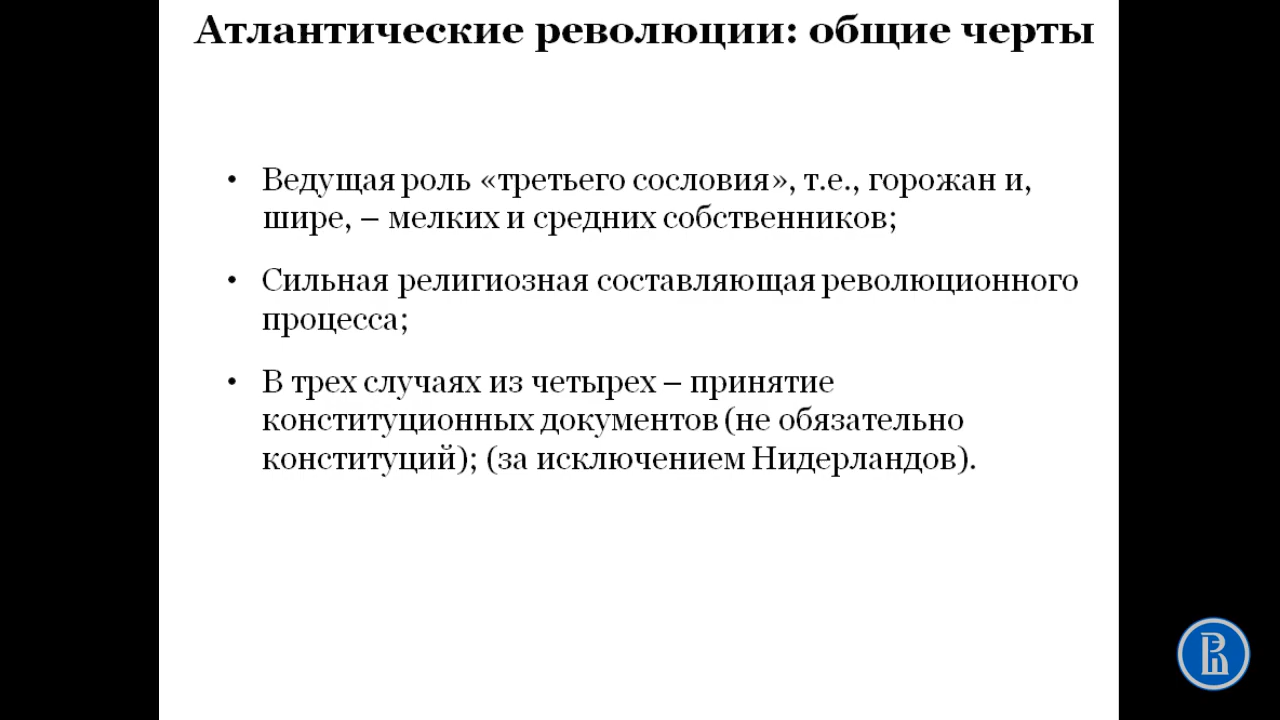 Атлантические революции: общие черты
• Ведущая роль «третьего сословия», т.е., горожан и,
шире, – мелких и средних собственников;
• Сильная религиозная составляющая революционного
процесса;
• В трех случаях из четырех – принятие
конституционных документов (не обязательно
конституций); (за исключением Нидерландов).